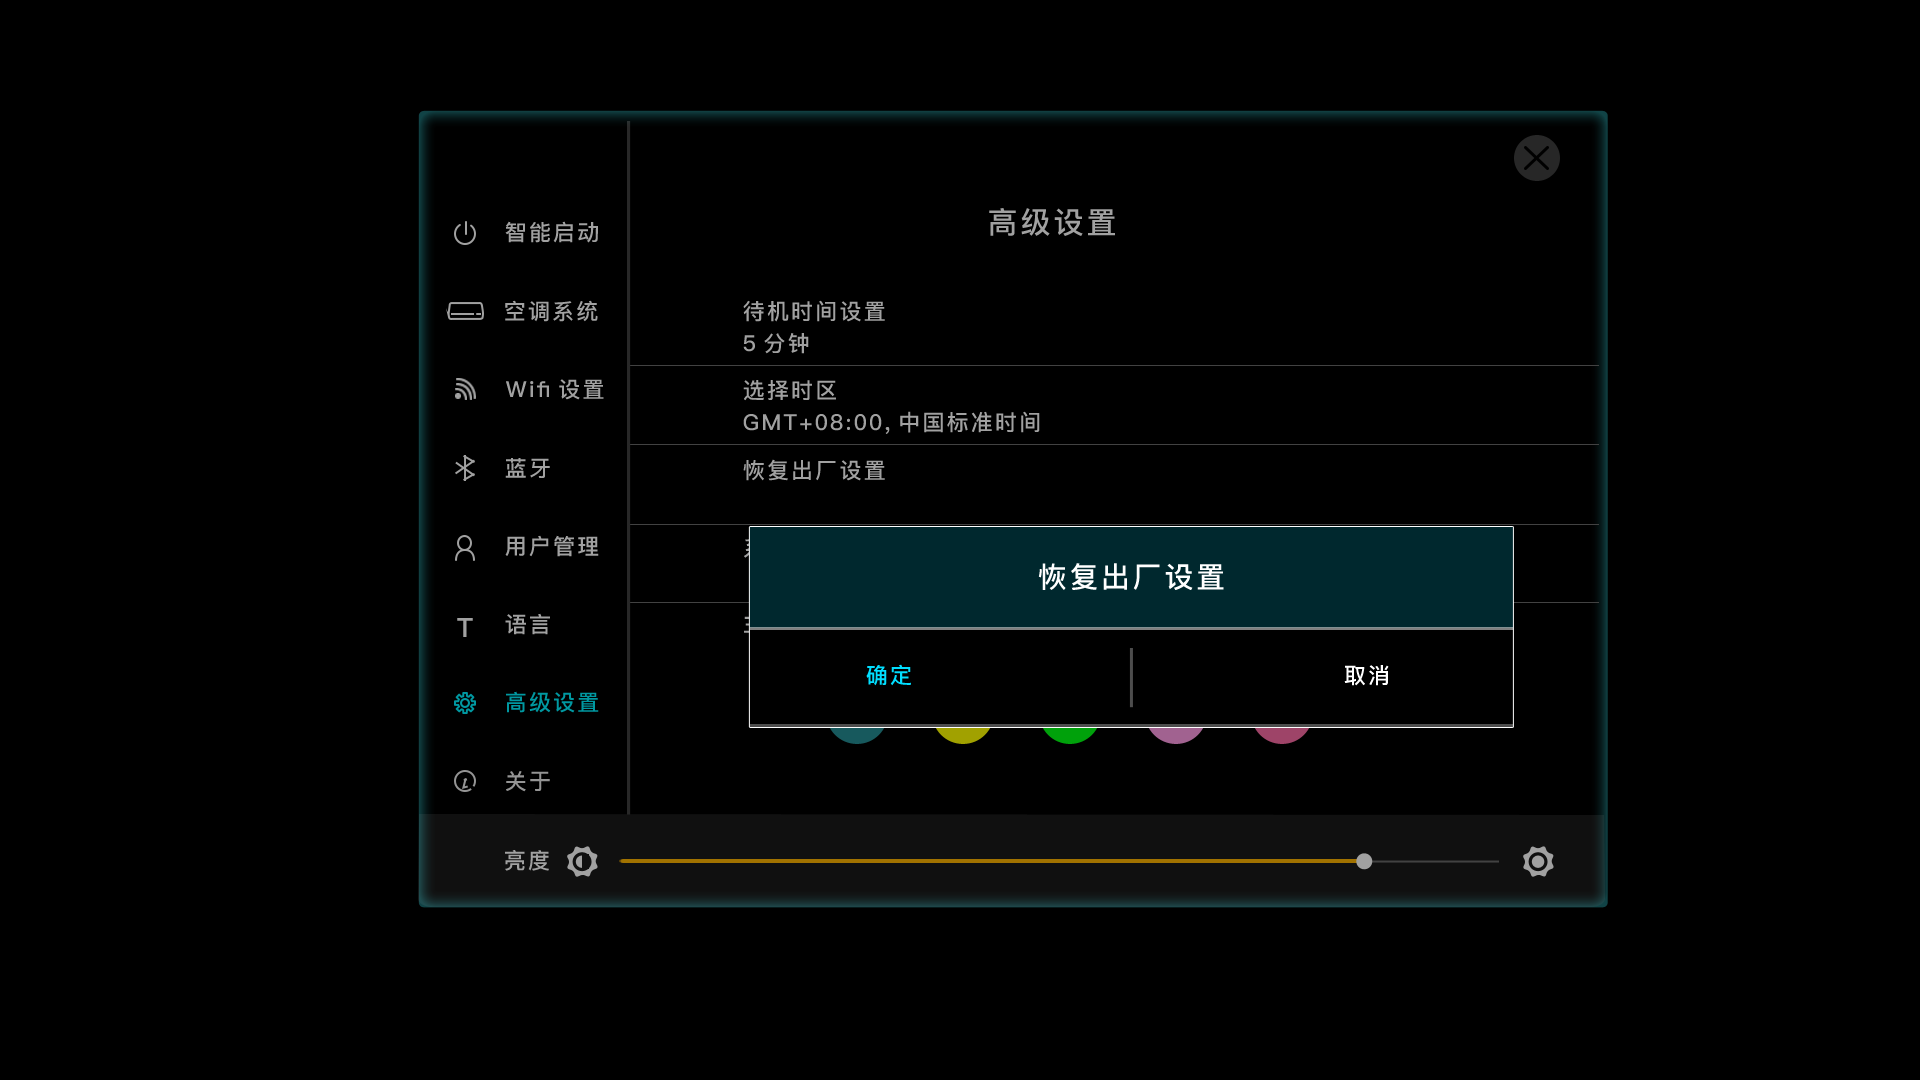 高级设置
智能启动
空调系统
Wifi 设置
蓝牙
用户管理
T 语言
高级设置
关于
待机时间设置
5 分钟
选择时区
GMT+08:00, 中国标准时间
恢复出厂设置
恢复出厂设置
确定
取消
亮度